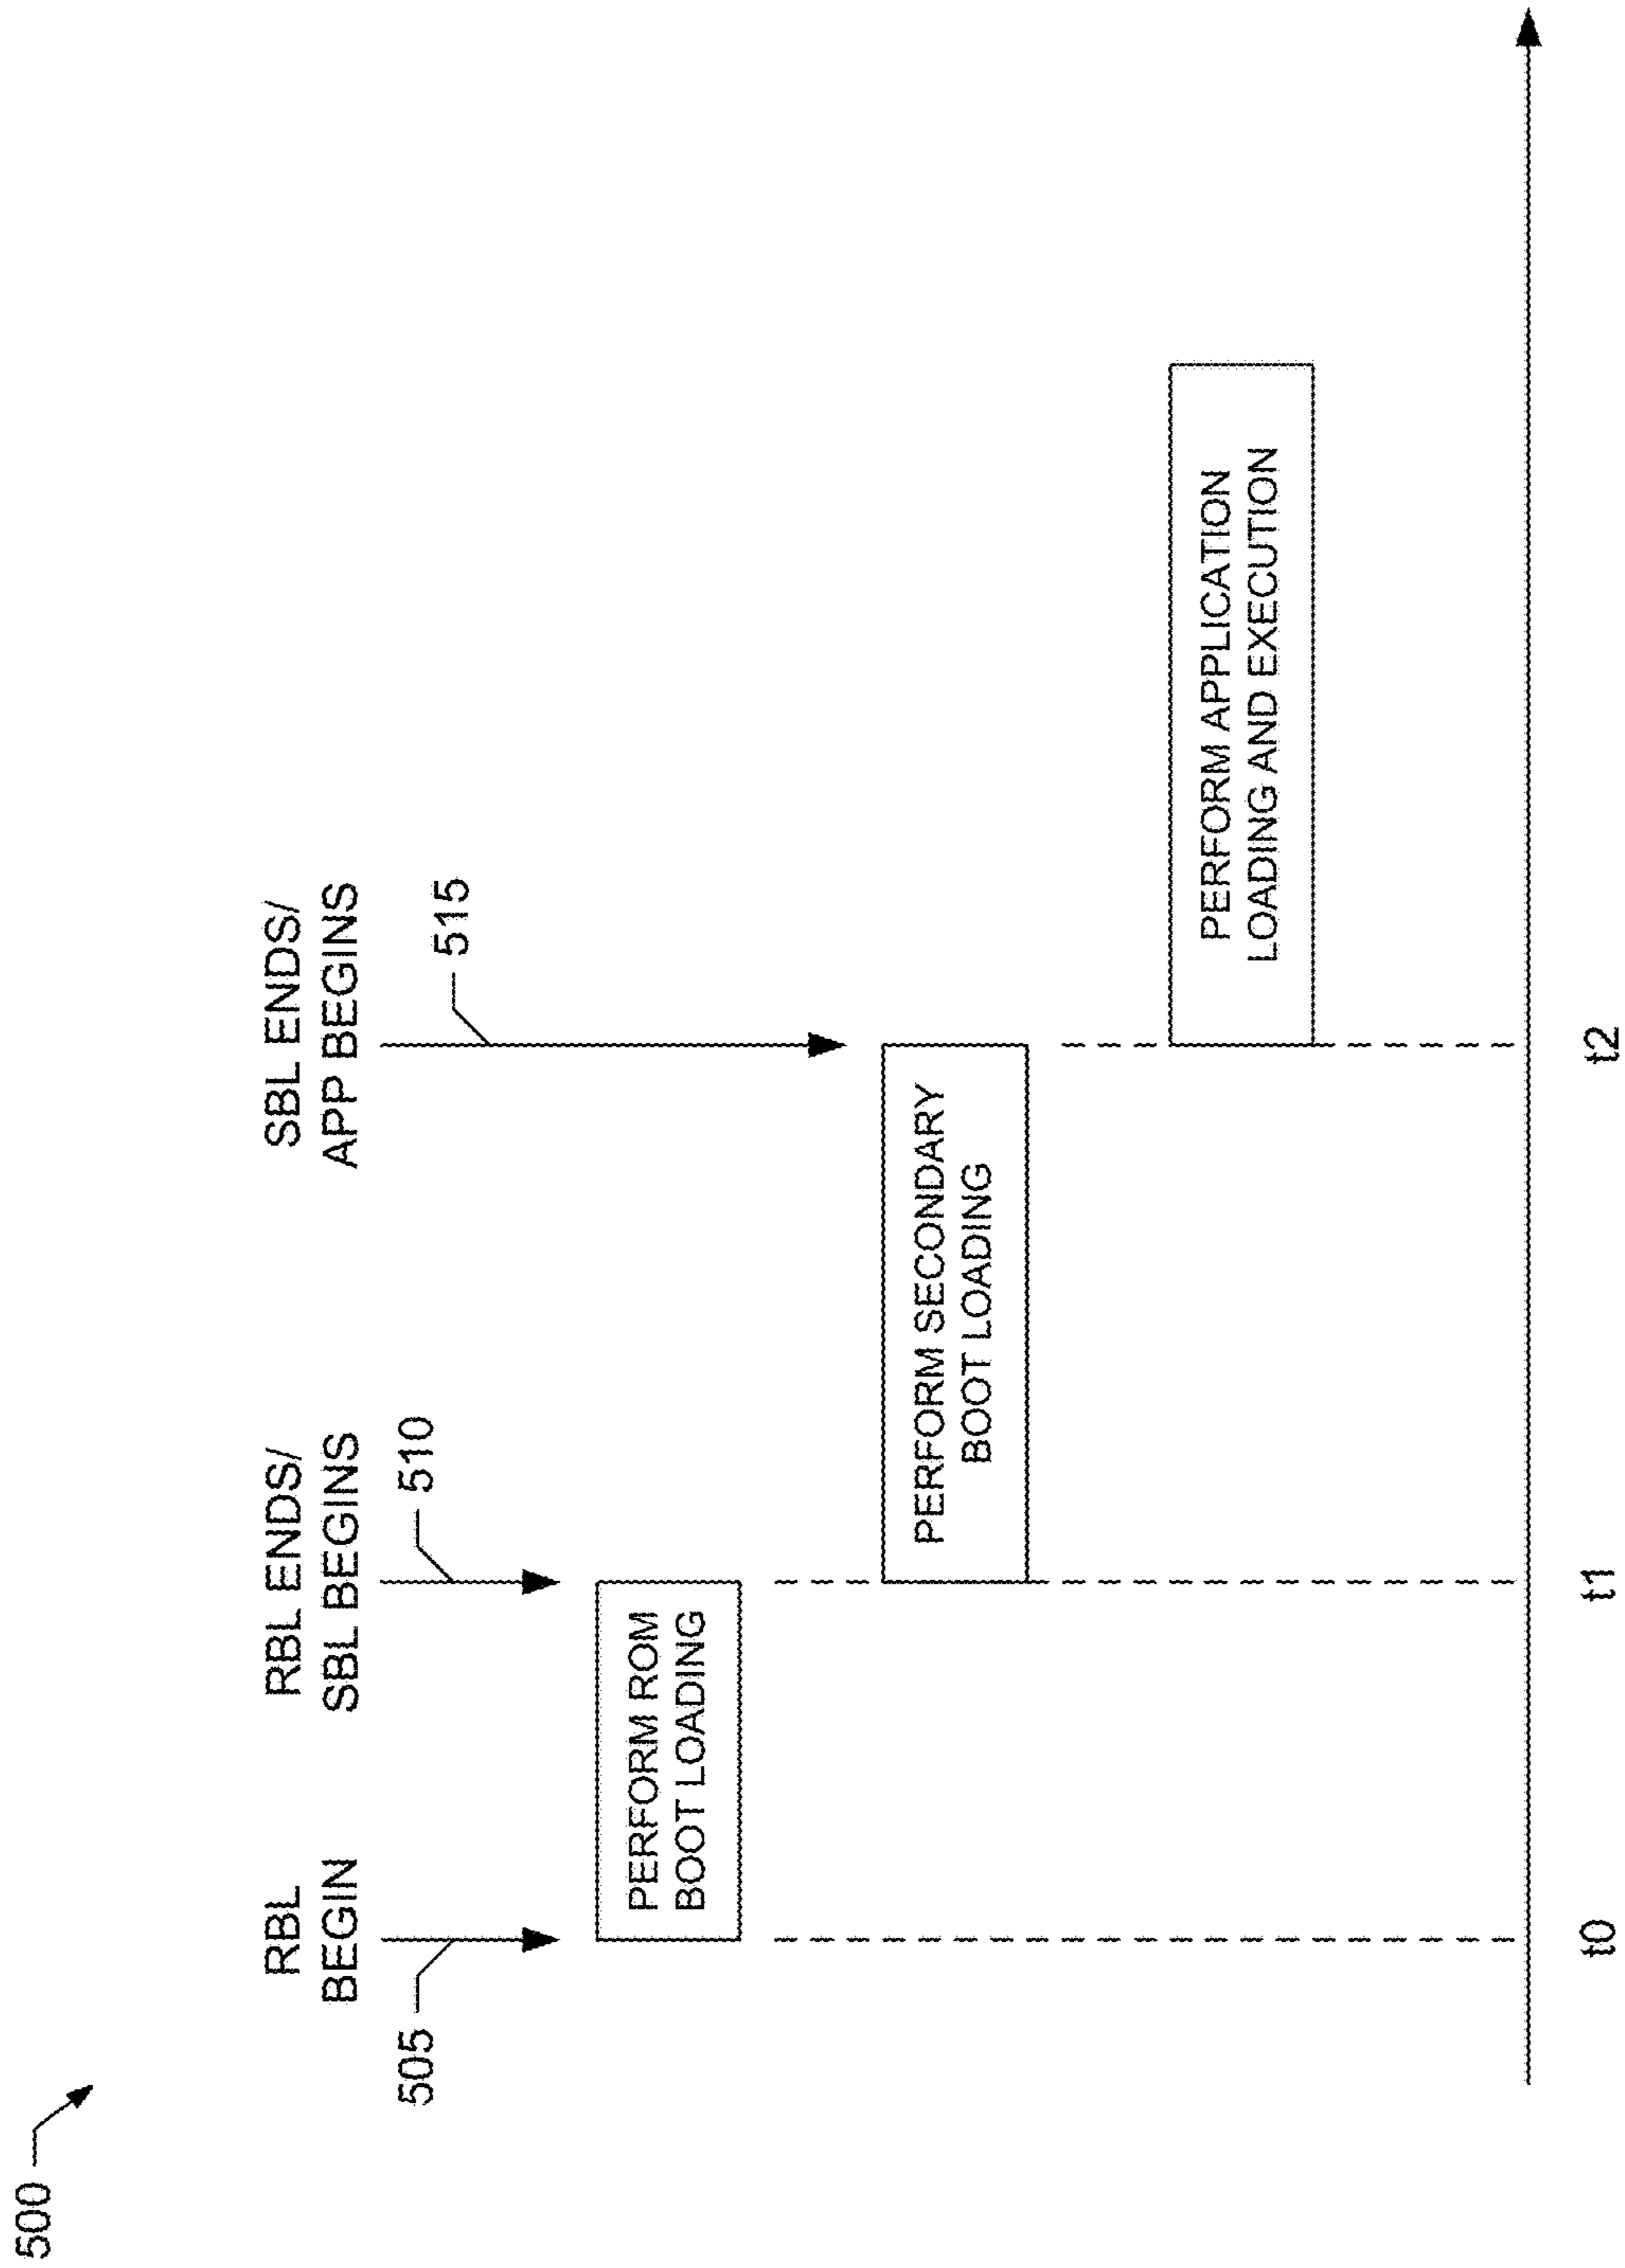 500
RBL
BEGIN
505
RBL ENDS/
SBL BEGINS
510
SBL ENDS/
APP BEGINS
515
PERFORM ROM
BOOT LOADING
PERFORM SECONDARY
BOOT LOADING
PERFORM APPLICATION
LOADING AND EXECUTION
t0
t1
t2